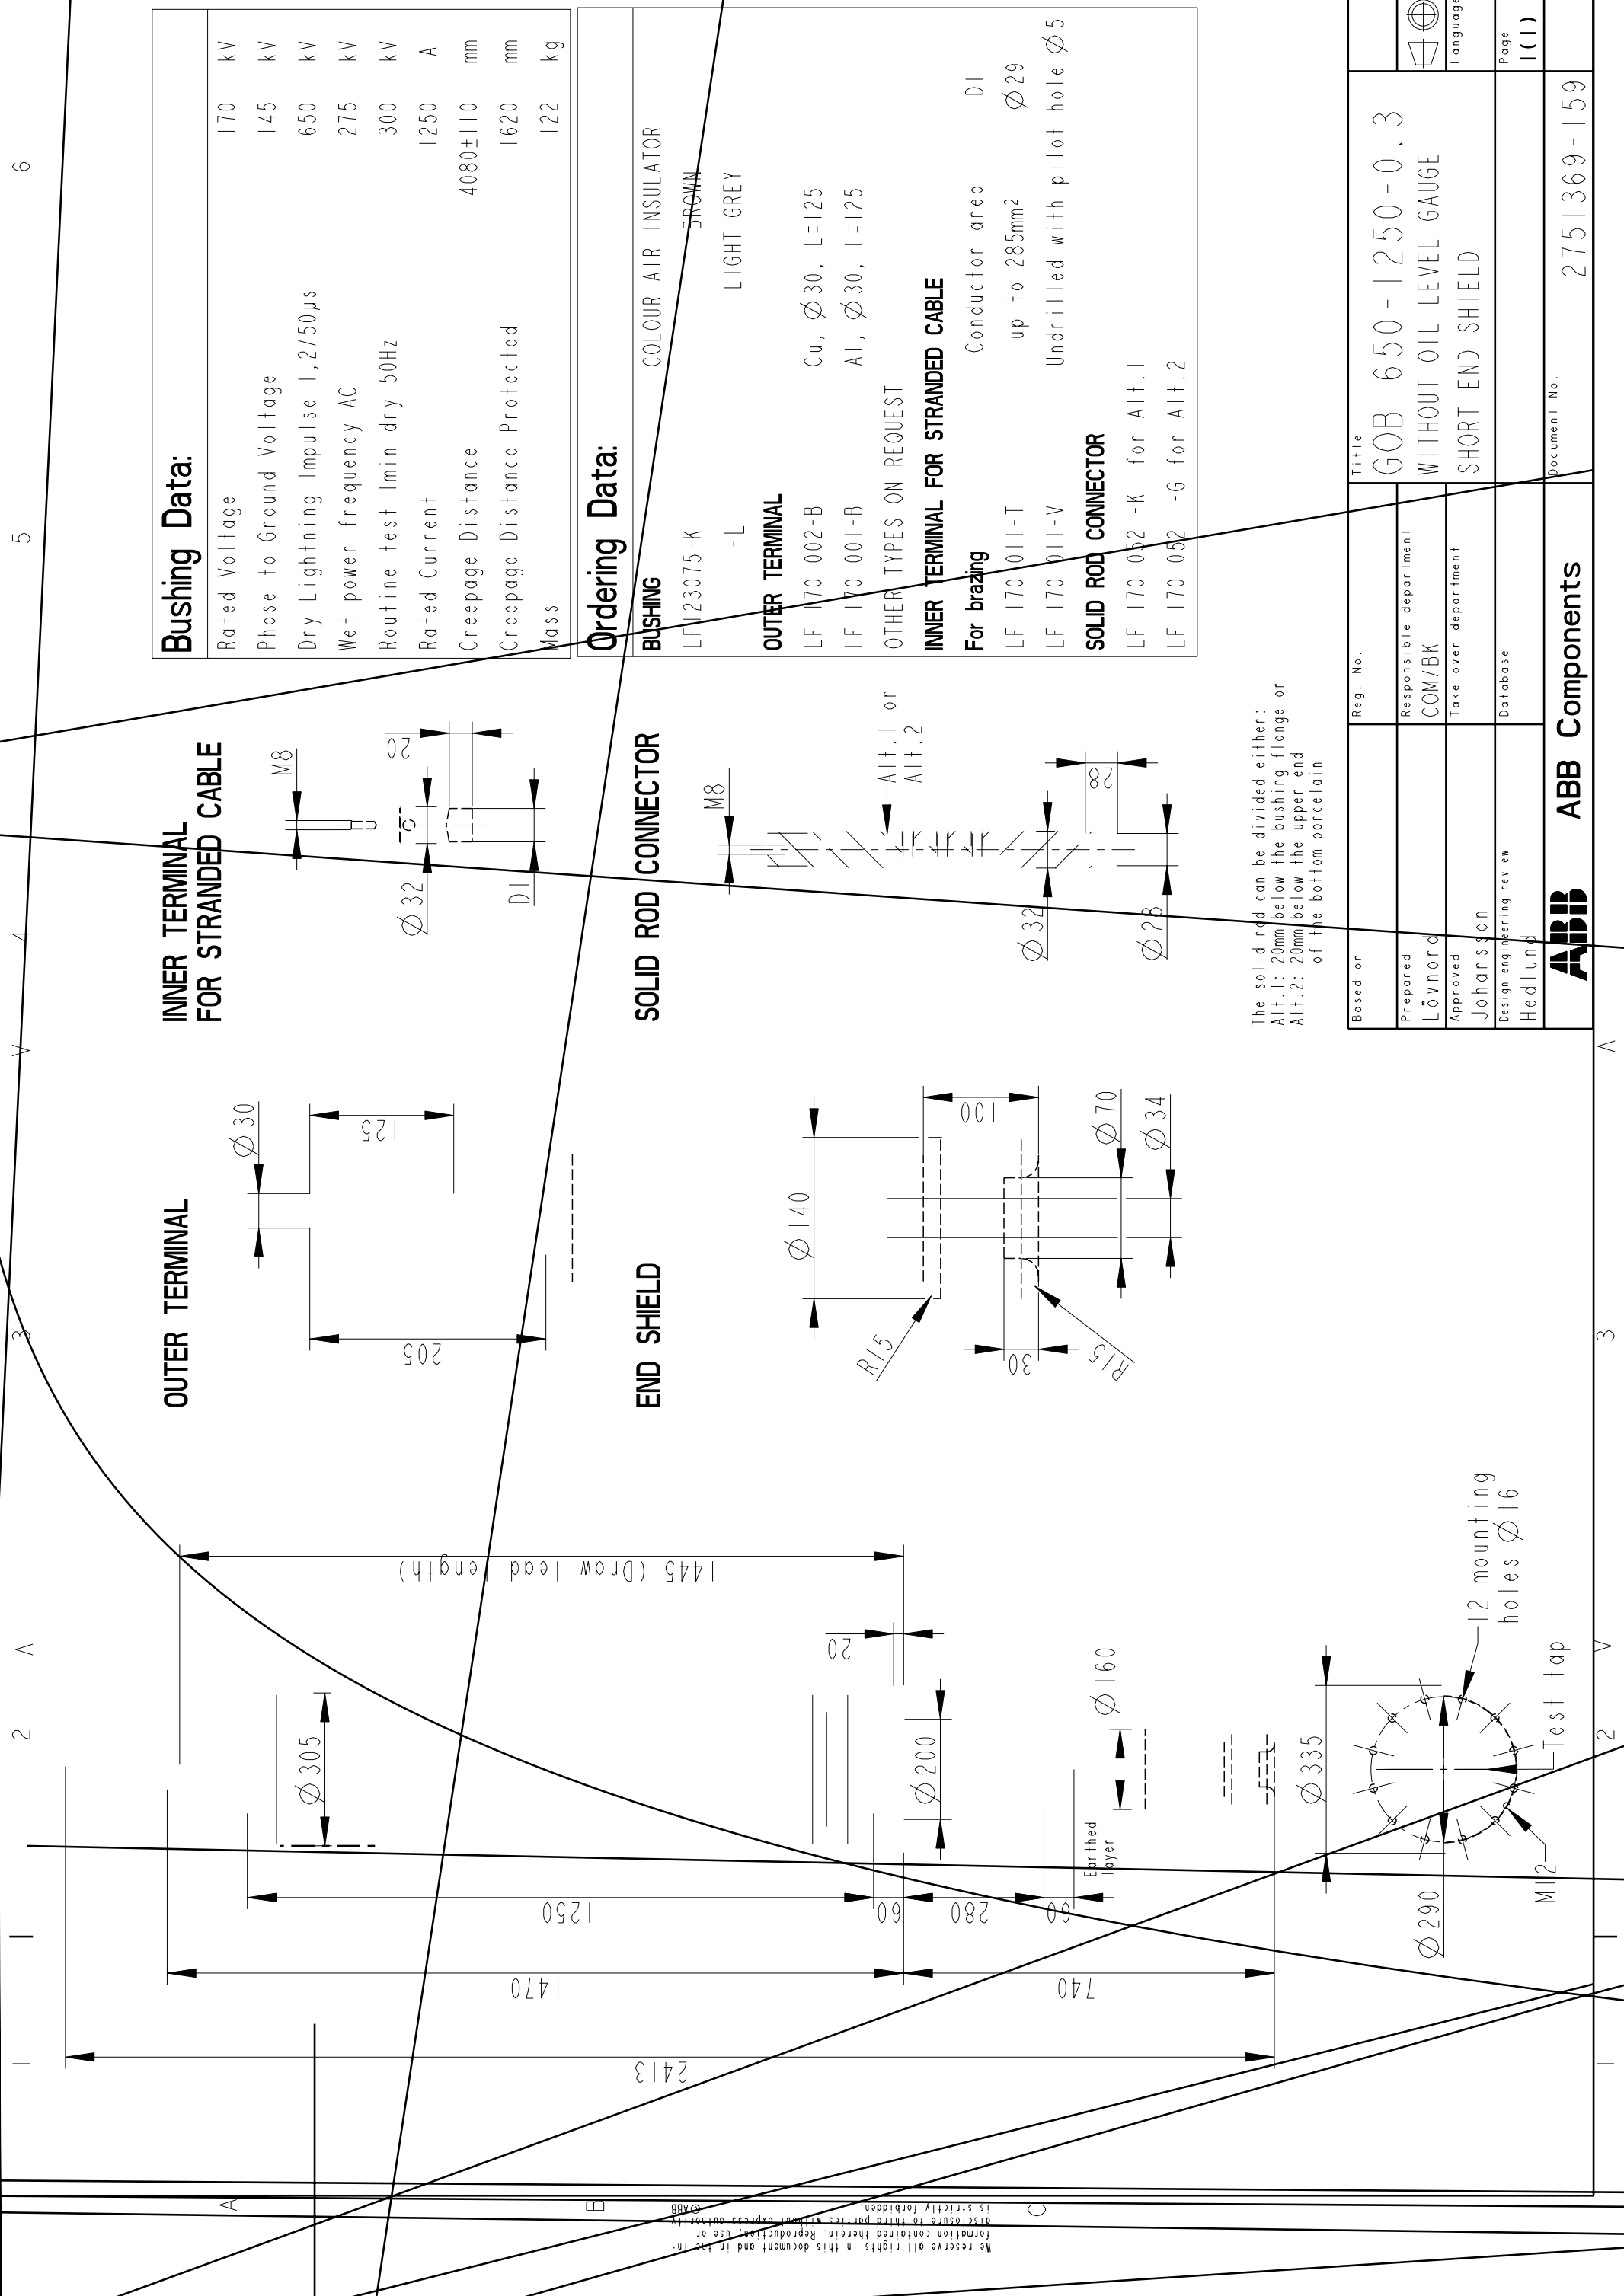 1
2
3
4
5
6
OUTER TERMINAL
INNER TERMINAL
FOR STRANDED CABLE
END SHIELD
SOLID ROD CONNECTOR
Bushing Data:
Rated Voltage 170 kV
Phase to Ground Voltage 145 kV
Dry Lightning Impulse 1,2/50µs 650 kV
Wet power frequency AC 275 kV
Routine test 1min dry 50Hz 300 kV
Rated Current 1250 A
Creepage Distance 4080±110 mm
Creepage Distance Protected 1620 mm
Mass 122 kg
Ordering Data:
BUSHING COLOUR AIR INSULATOR
LF123075-K BROWN
-L LIGHT GREY
OUTER TERMINAL
LF 170 002-B Cu, Ø30, L=125
LF 170 001-B Al, Ø30, L=125
OTHER TYPES ON REQUEST
INNER TERMINAL FOR STRANDED CABLE
For brazing Conductor area D1
LF 170 011-T up to 285mm² Ø29
LF 170 011-V Undrilled with pilot hole Ø5
SOLID ROD CONNECTOR
LF 170 052 -K for Alt.1
LF 170 052 -G for Alt.2
2413
1470
740
1250
60
280
60
Ø305
1445 (Draw lead length)
20
Ø200
Earthed
layer
Ø160
Ø335
Ø290
M12
Test tap
12 mounting
holes Ø16
Ø30
125
205
M8
20
Ø32
D1
Ø140
R15
100
30
R15
Ø70
Ø34
M8
Alt.1 or
Alt.2
Ø32
28
Ø28
The solid rod can be divided either:
Alt.1: 20mm below the bushing flange or
Alt.2: 20mm below the upper end
of the bottom porcelain
Based on
Reg. No.
Title
GOB 650-1250-0.3
WITHOUT OIL LEVEL GAUGE
SHORT END SHIELD
Prepared
Lövnord
Responsible department
COM/BK
Approved
Johansson
Take over department
Language
Design engineering review
Hedlund
Database
Page
1(1)
ABB
ABB Components
Document No.
2751369-159
We reserve all rights in this document and in the in-
formation contained therein. Reproduction, use or
disclosure to third parties without express authority
is strictly forbidden. ©ABB
A
B
C
1
2
3